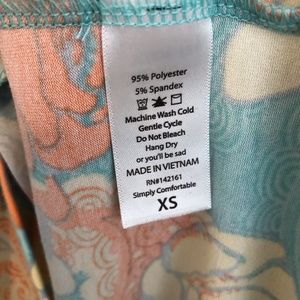 95% Polyester
5% Spandex
Machine Wash Cold
Gentle Cycle
Do Not Bleach
Hang Dry
or you'll be sad
MADE IN VIETNAM
RN#142161
Simply Comfortable
XS